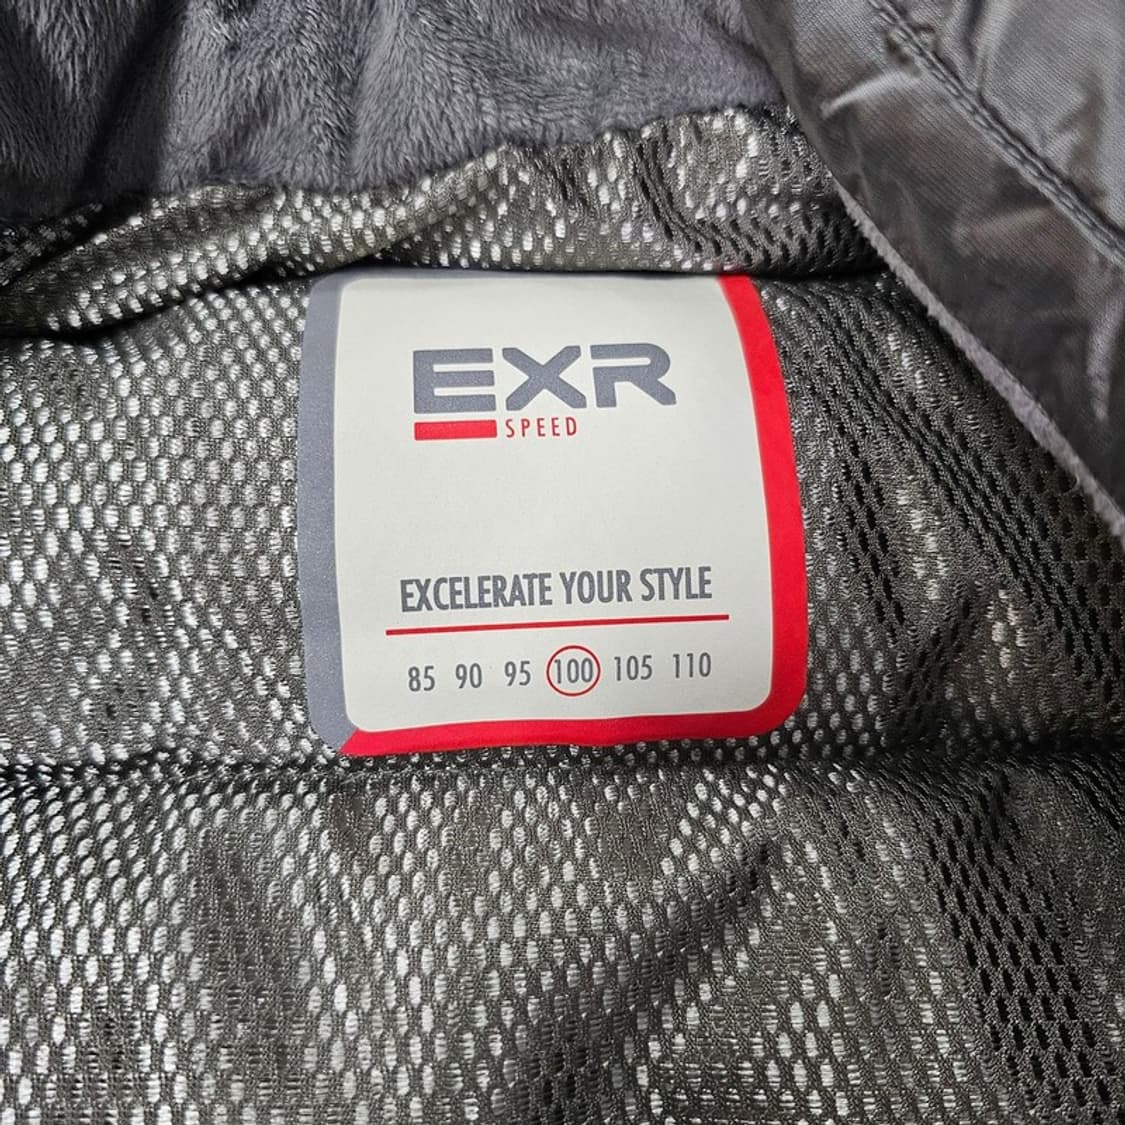 EXR
SPEED
EXCELERATE YOUR STYLE
85 90 95 100 105 110